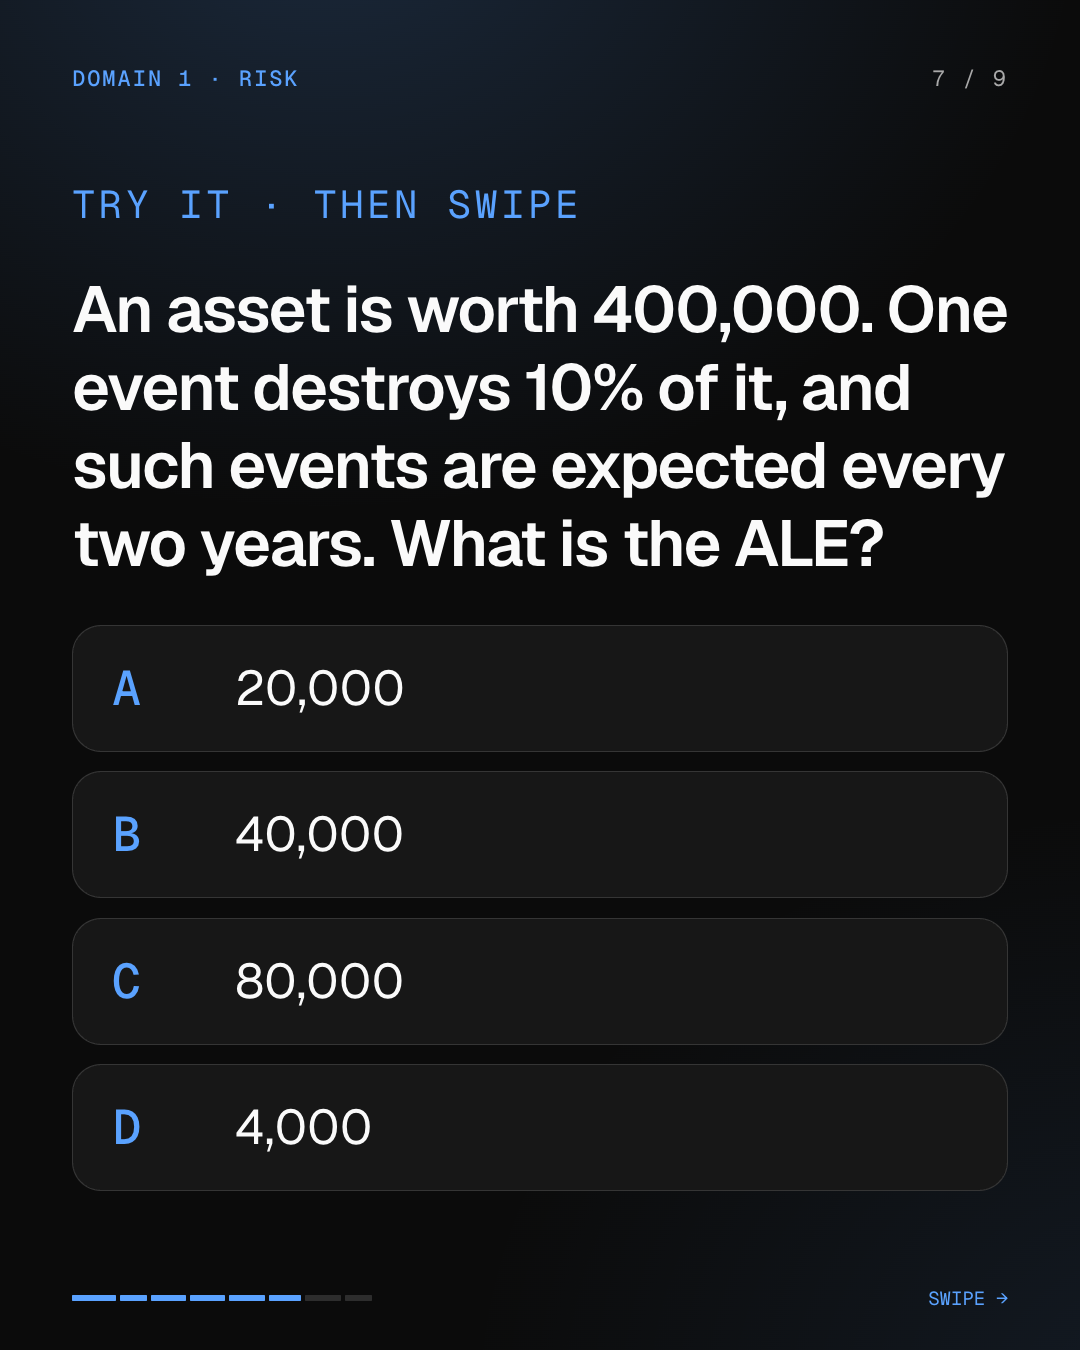 DOMAIN 1 · RISK
7 / 9
TRY IT · THEN SWIPE
An asset is worth 400,000. One
event destroys 10% of it, and
such events are expected every
two years. What is the ALE?
A 20,000
B 40,000
C 80,000
D 4,000
SWIPE →